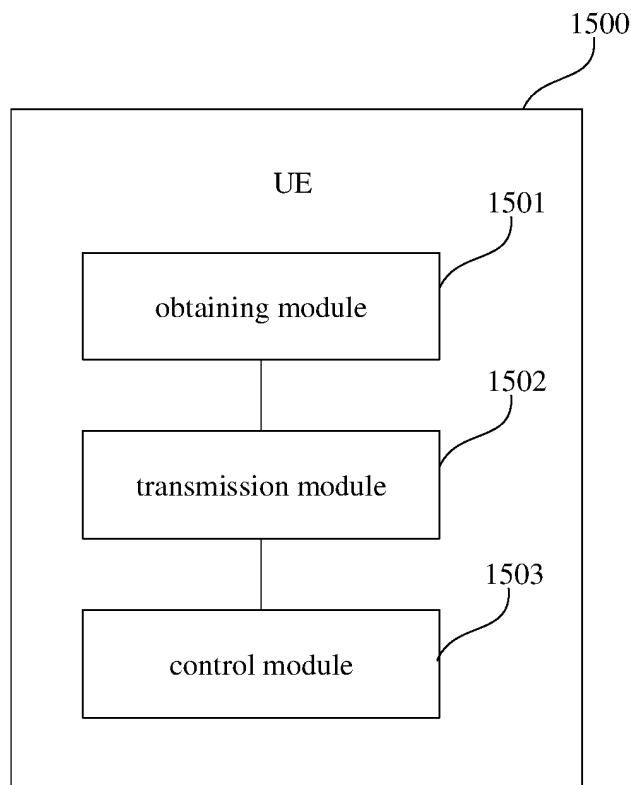 1500
UE
1501
obtaining module
1502
transmission module
1503
control module